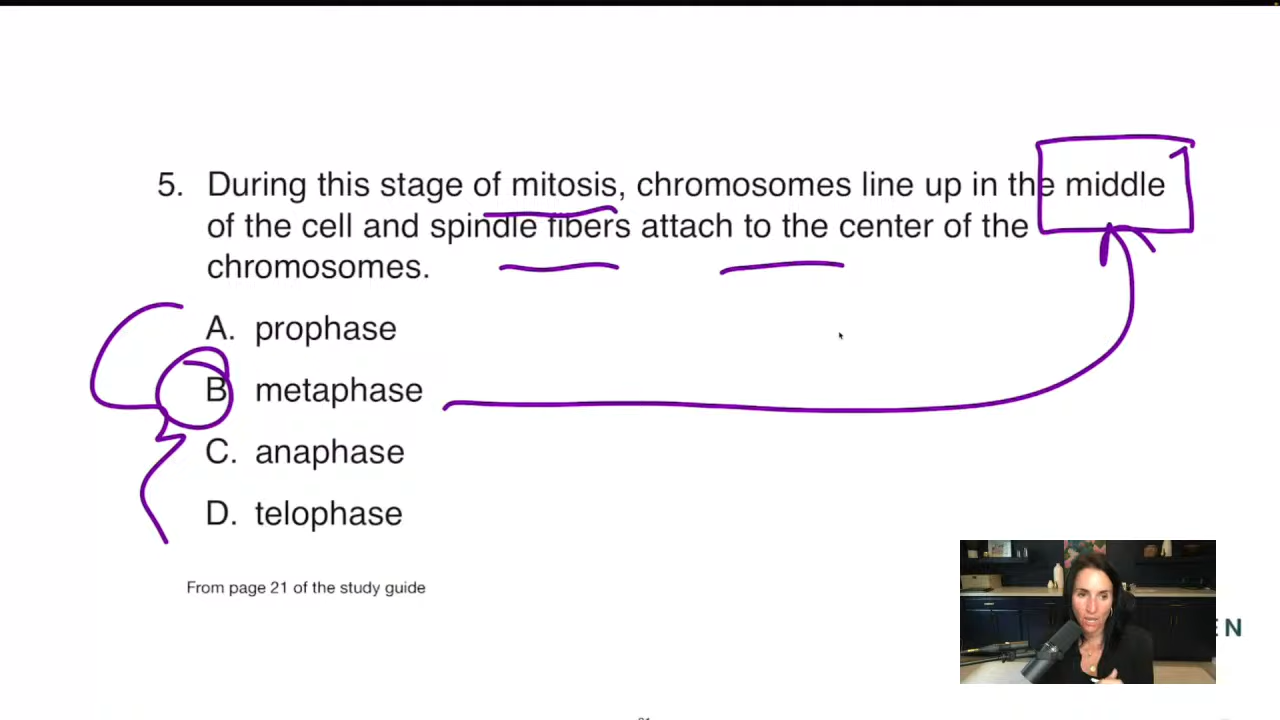 5. During this stage of mitosis, chromosomes line up in the middle
of the cell and spindle fibers attach to the center of the
chromosomes.
A. prophase
B metaphase
C. anaphase
D. telophase
From page 21 of the study guide
EN